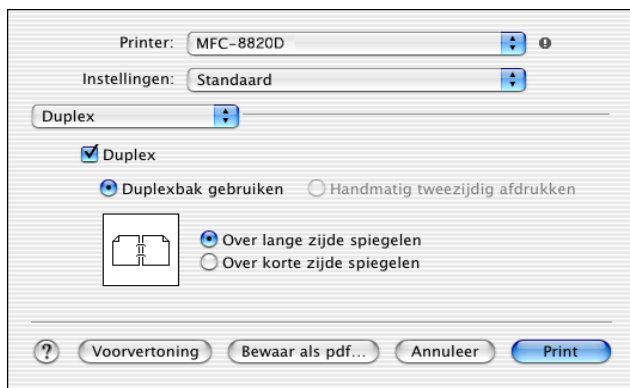 Printer: MFC-8820D
Instellingen: Standaard
Duplex
Duplex
Duplexbak gebruiken Handmatig tweezijdig afdrukken
Over lange zijde spiegelen
Over korte zijde spiegelen
? Voorvertoning Bewaar als pdf... Annuleer Print